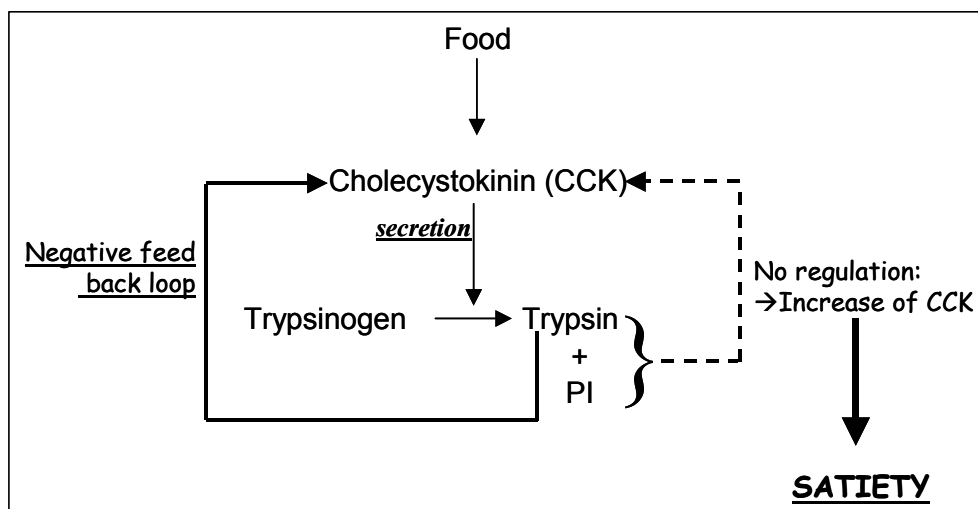 Food
Cholecystokinin (CCK)
secretion
Negative feed
back loop
No regulation:
→Increase of CCK
Trypsinogen
Trypsin
+
PI
}
SATIETY